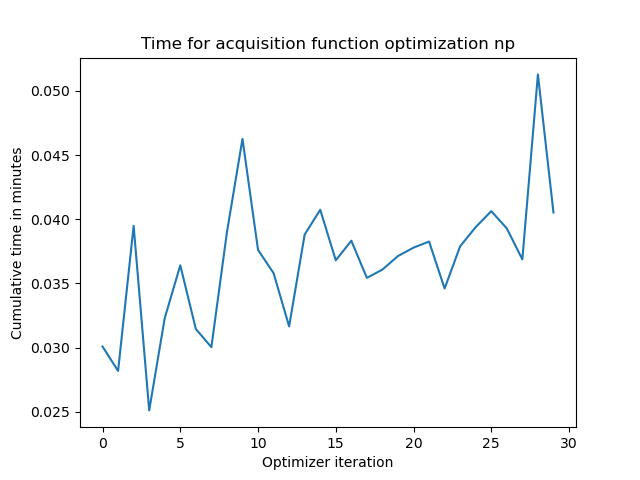 Time for acquisition function optimization np
0.050
0.045
0.040
0.035
0.030
0.025
Cumulative time in minutes
0 5 10 15 20 25 30
Optimizer iteration